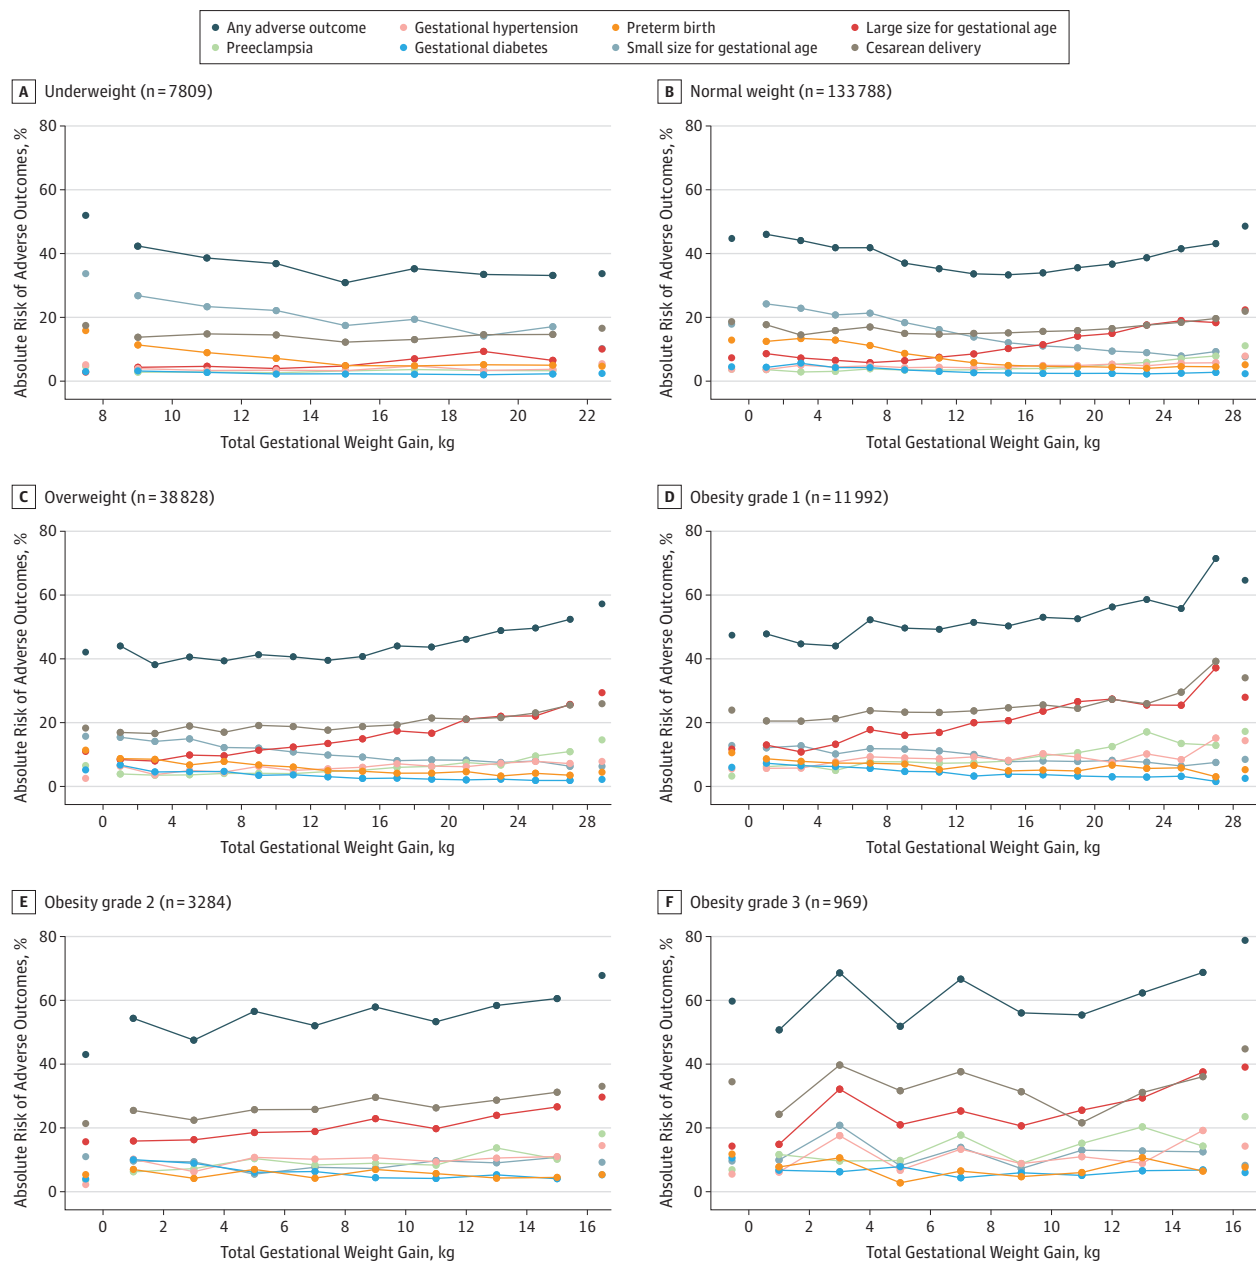 Any adverse outcome Gestational hypertension Preterm birth Large size for gestational age
Preeclampsia Gestational diabetes Small size for gestational age Cesarean delivery
A Underweight (n = 7809)
Absolute Risk of Adverse Outcomes, %
80
60
40
20
0
8 10 12 14 16 18 20 22
Total Gestational Weight Gain, kg
B Normal weight (n = 133 788)
Absolute Risk of Adverse Outcomes, %
80
60
40
20
0
0 4 8 12 16 20 24 28
Total Gestational Weight Gain, kg
C Overweight (n = 38 828)
Absolute Risk of Adverse Outcomes, %
80
60
40
20
0
0 4 8 12 16 20 24 28
Total Gestational Weight Gain, kg
D Obesity grade 1 (n = 11 992)
Absolute Risk of Adverse Outcomes, %
80
60
40
20
0
0 4 8 12 16 20 24 28
Total Gestational Weight Gain, kg
E Obesity grade 2 (n = 3284)
Absolute Risk of Adverse Outcomes, %
80
60
40
20
0
0 2 4 6 8 10 12 14 16
Total Gestational Weight Gain, kg
F Obesity grade 3 (n = 969)
Absolute Risk of Adverse Outcomes, %
80
60
40
20
0
0 2 4 6 8 10 12 14 16
Total Gestational Weight Gain, kg